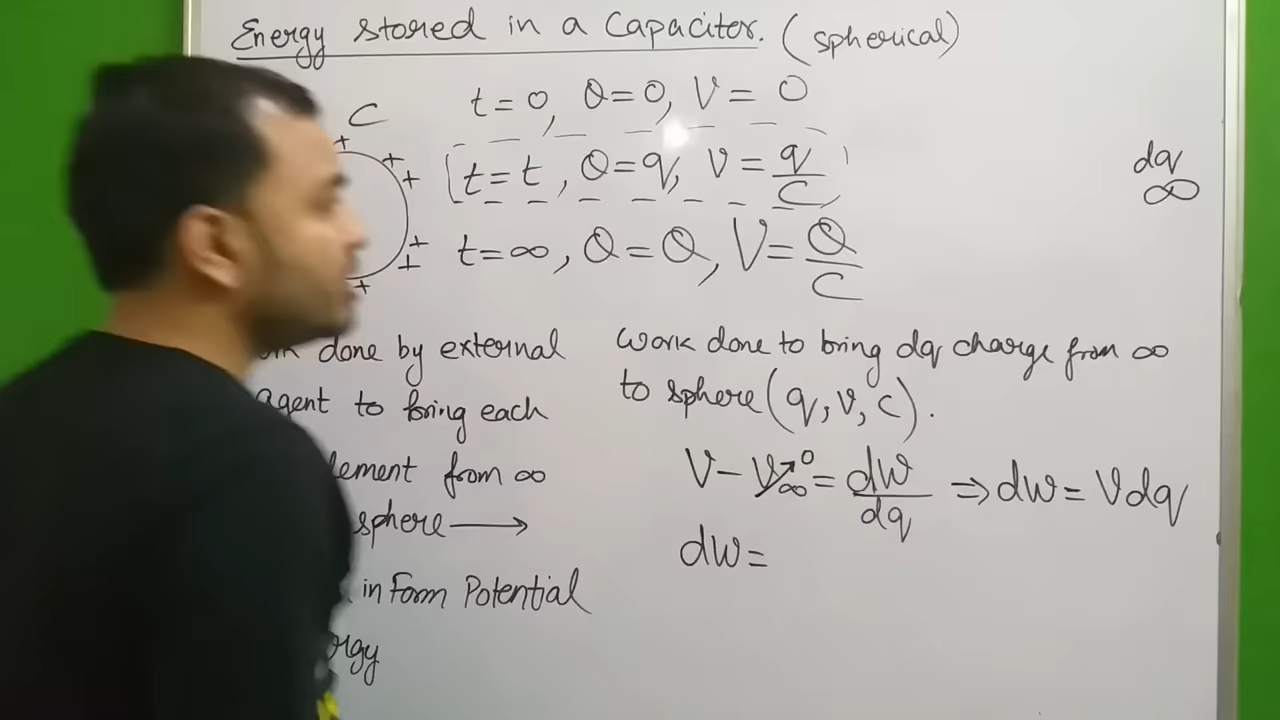 Energy stored in a Capacitor. (spherical)
C
t=0, Q=0, V= 0
t=t, Q=q, v= q/C
t=∞, Q=Q, V= Q/C
dq
∞
done by external
agent to bring each
from ∞
sphere →
in Form Potential
Work done to bring dq charge from ∞
to sphere (q, v, c).
V - V∞↗0 = dw/dq ⇒ dw = Vdq
dw =